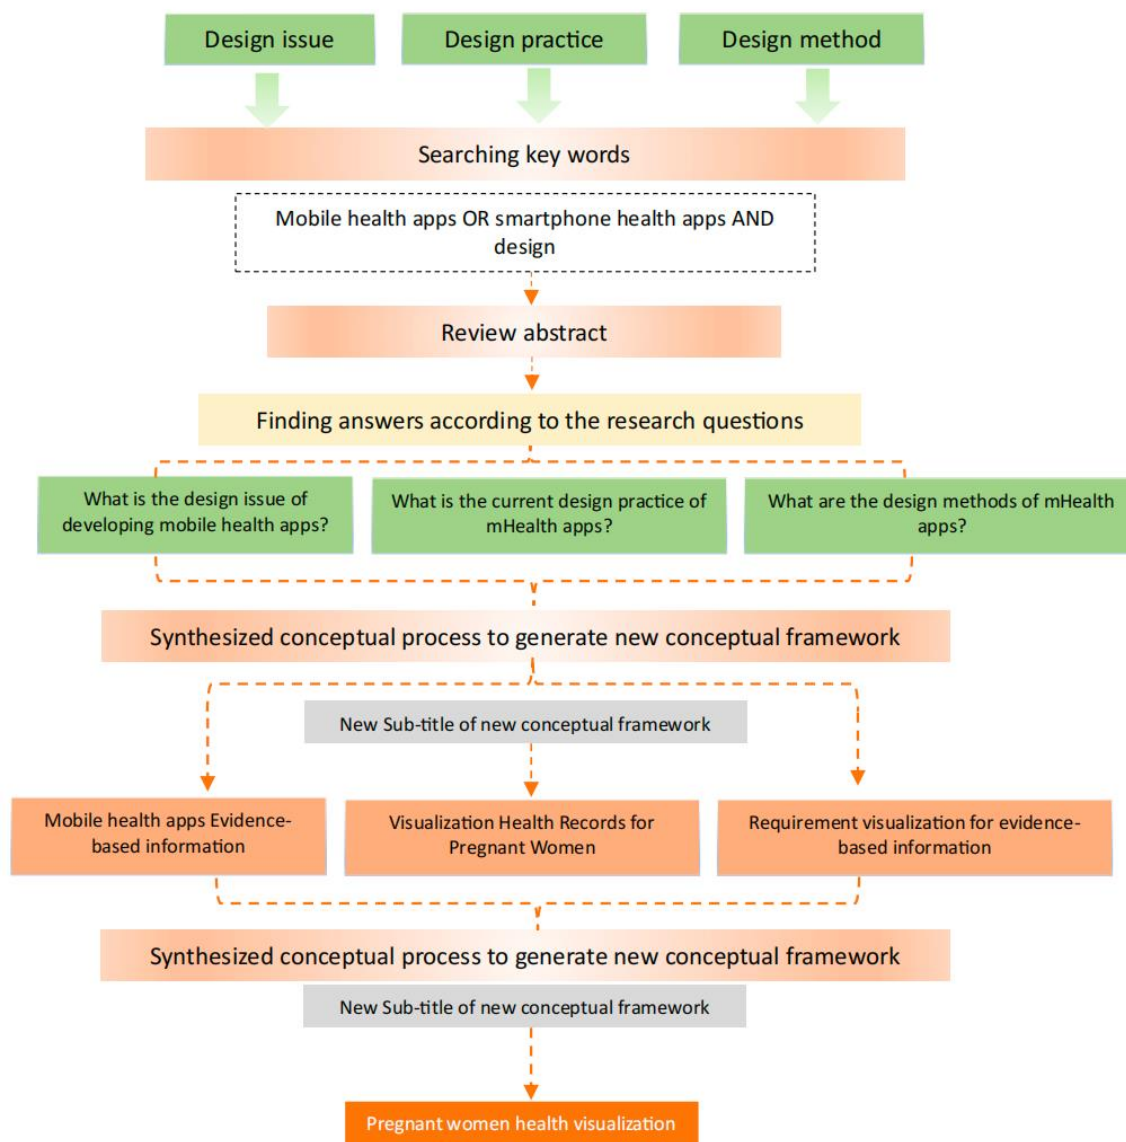 Design issue
Design practice
Design method
Searching key words
Mobile health apps OR smartphone health apps AND
design
Review abstract
Finding answers according to the research questions
What is the design issue of
developing mobile health apps?
What is the current design practice of
mHealth apps?
What are the design methods of mHealth
apps?
Synthesized conceptual process to generate new conceptual framework
New Sub-title of new conceptual framework
Mobile health apps Evidence-
based information
Visualization Health Records for
Pregnant Women
Requirement visualization for evidence-
based information
Synthesized conceptual process to generate new conceptual framework
New Sub-title of new conceptual framework
Pregnant women health visualization